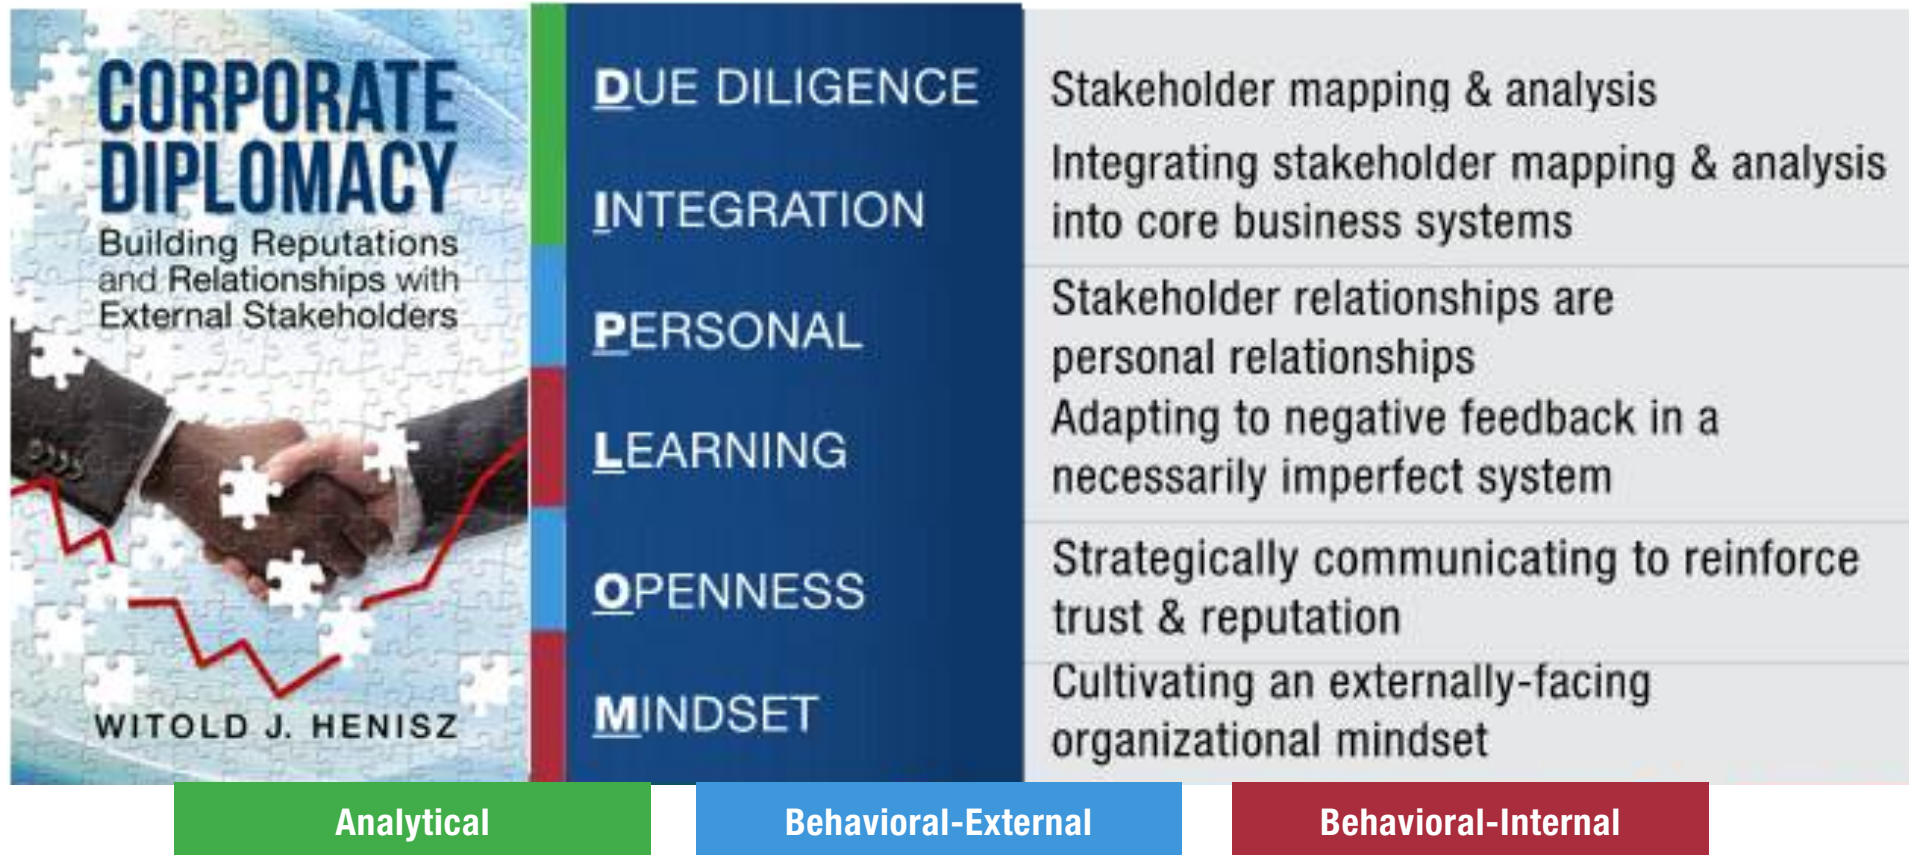 CORPORATE
DIPLOMACY
Building Reputations
and Relationships with
External Stakeholders
WITOLD J. HENISZ
DUE DILIGENCE
Stakeholder mapping & analysis
INTEGRATION
Integrating stakeholder mapping & analysis
into core business systems
PERSONAL
Stakeholder relationships are
personal relationships
LEARNING
Adapting to negative feedback in a
necessarily imperfect system
OPENNESS
Strategically communicating to reinforce
trust & reputation
MINDSET
Cultivating an externally-facing
organizational mindset
Analytical
Behavioral-External
Behavioral-Internal